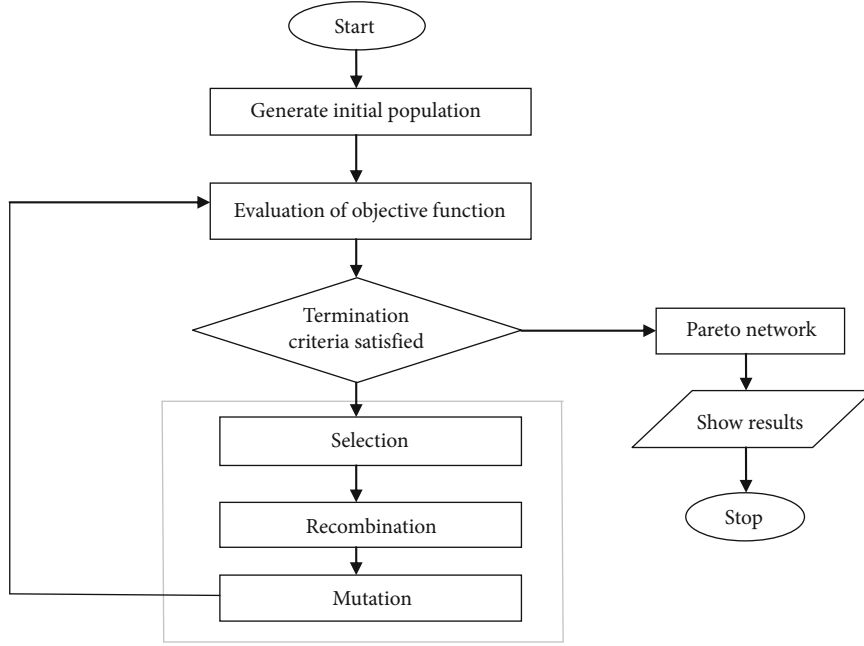 Start
Generate initial population
Evaluation of objective function
Termination
criteria satisfied
Pareto network
Selection
Show results
Recombination
Stop
Mutation